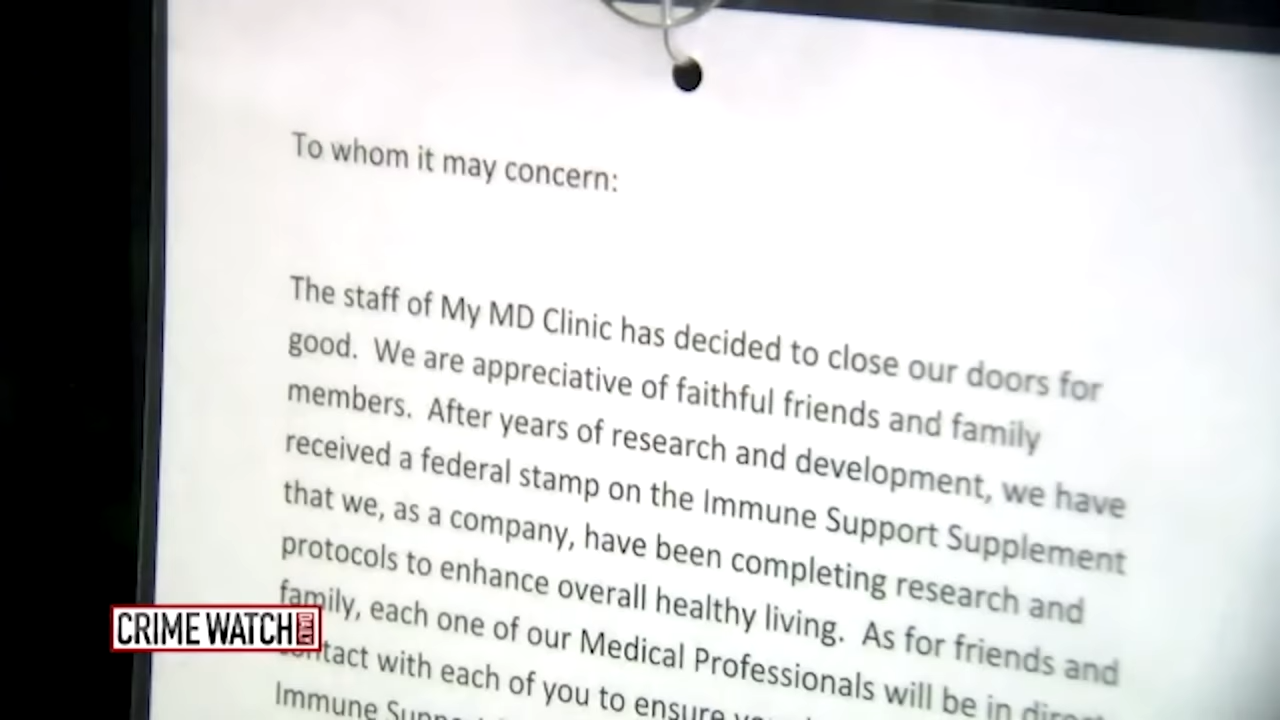 To whom it may concern:
The staff of My MD Clinic has decided to close our doors for
good.  We are appreciative of faithful friends and family
members.  After years of research and development, we have
received a federal stamp on the Immune Support Supplement
that we, as a company, have been completing research and
protocols to enhance overall healthy living.  As for friends and
family, each one of our Medical Professionals will be in direct
contact with each of you to ensure
Immune
CRIME WATCH DAILY